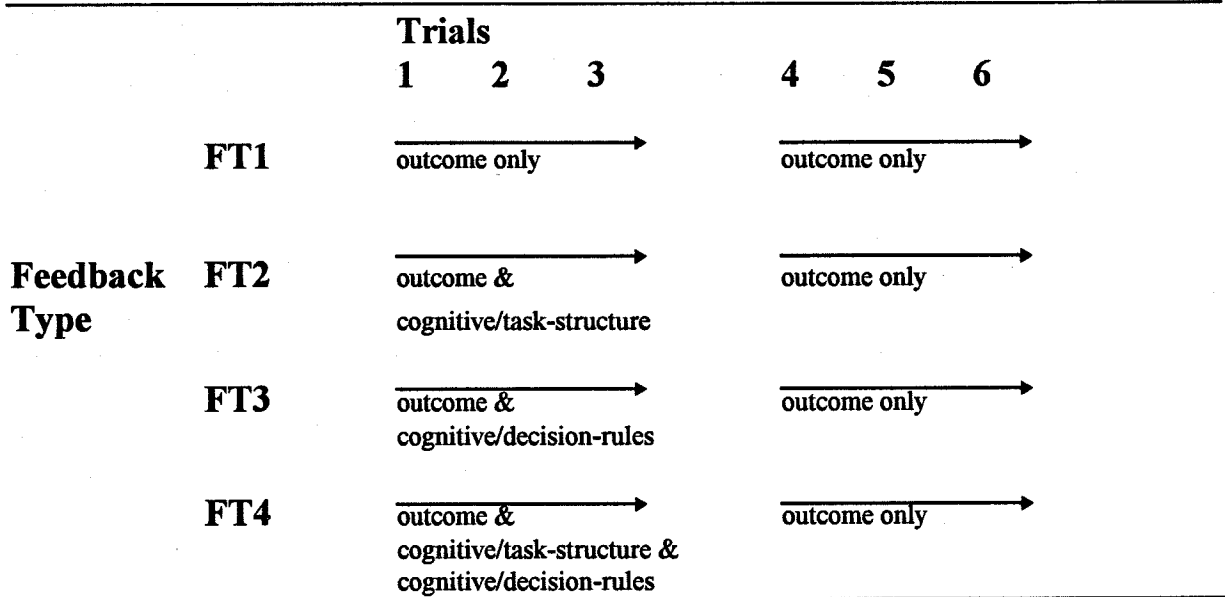 Trials
1 2 3 4 5 6
FT1
outcome only outcome only
Feedback Type
FT2
outcome & outcome only
cognitive/task-structure
FT3
outcome & outcome only
cognitive/decision-rules
FT4
outcome & outcome only
cognitive/task-structure &
cognitive/decision-rules